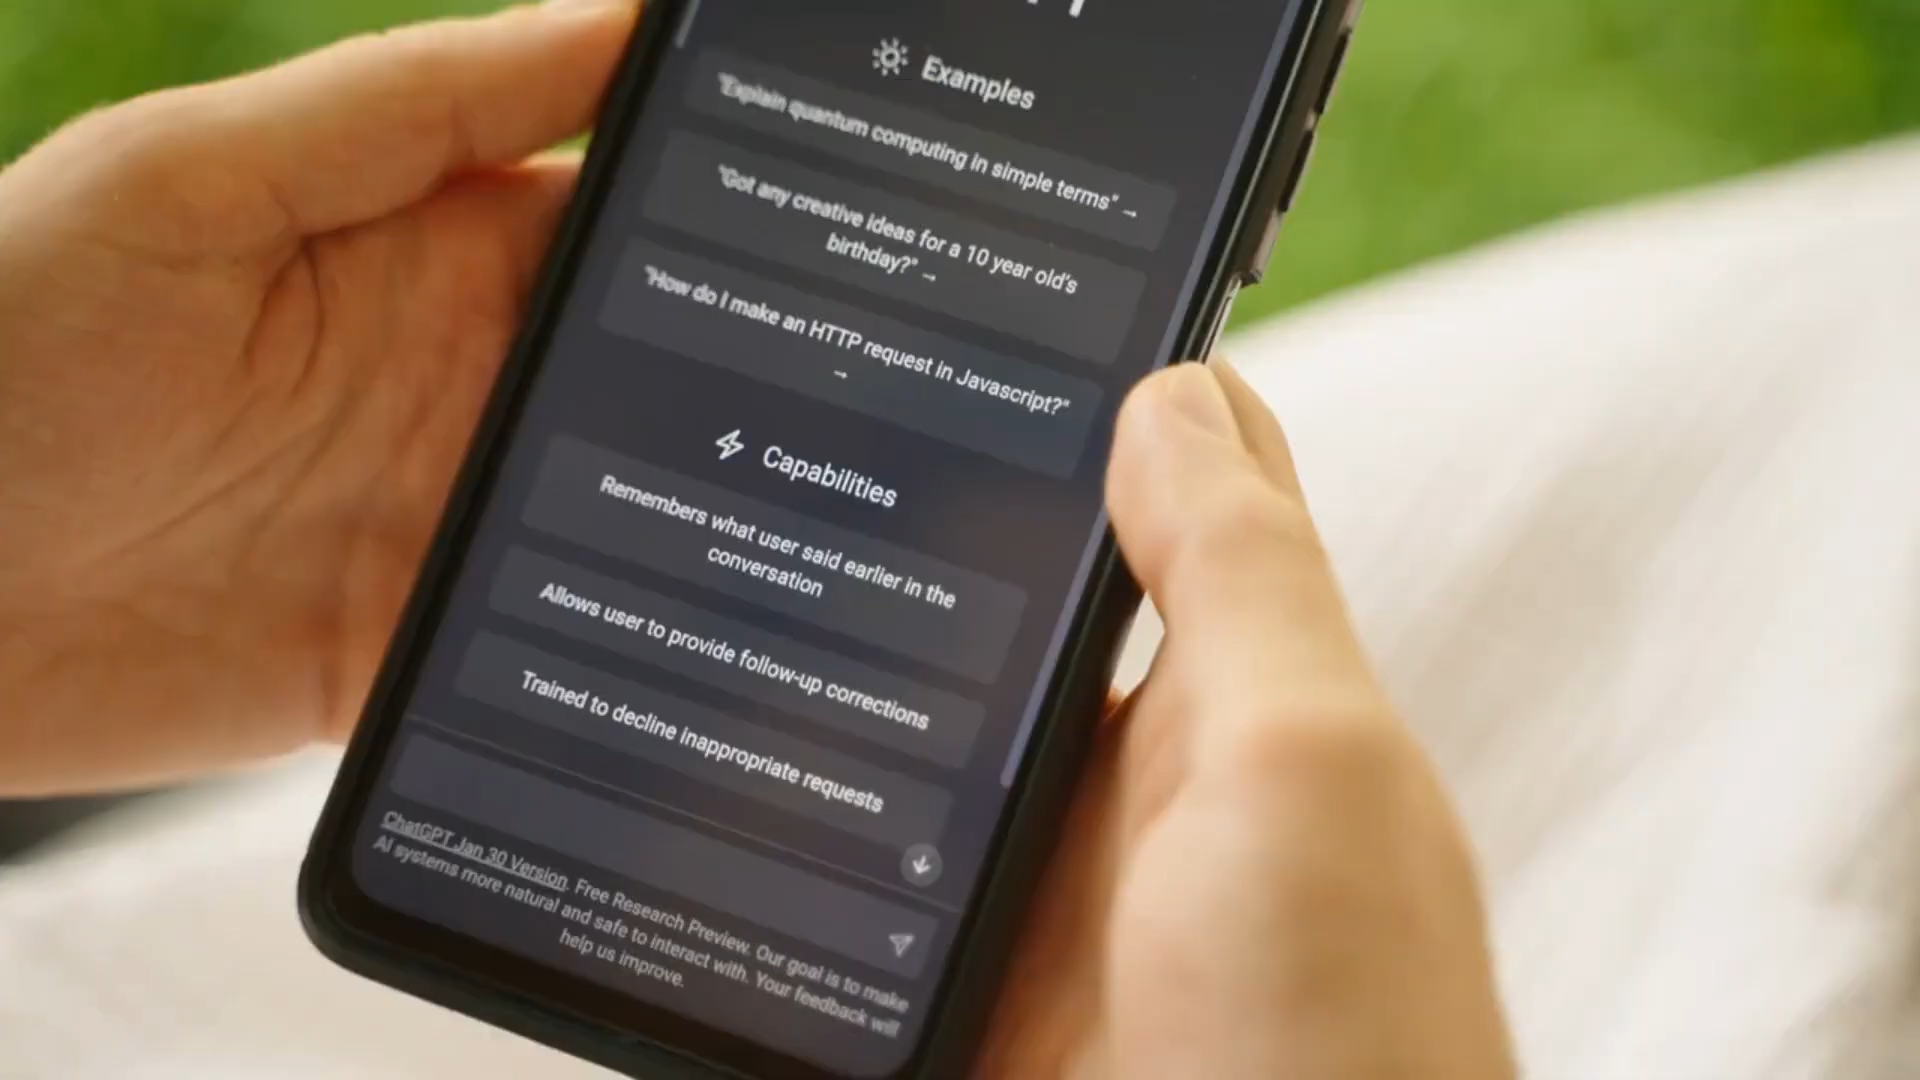 Examples
"Explain quantum computing in simple terms" →
"Got any creative ideas for a 10 year old's
birthday?" →
"How do I make an HTTP request in Javascript?"
→
Capabilities
Remembers what user said earlier in the
conversation
Allows user to provide follow-up corrections
Trained to decline inappropriate requests
ChatGPT Jan 30 Version. Free Research Preview. Our goal is to make
AI systems more natural and safe to interact with. Your feedback will
help us improve.